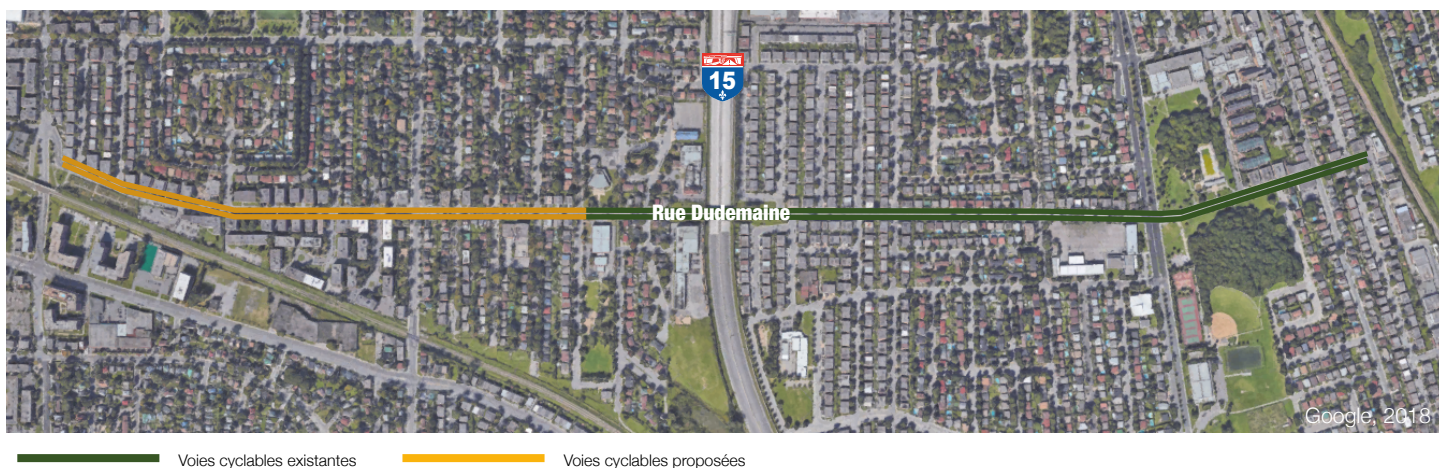 15
Rue Dudemaine
Google, 2018
Voies cyclables existantes
Voies cyclables proposées